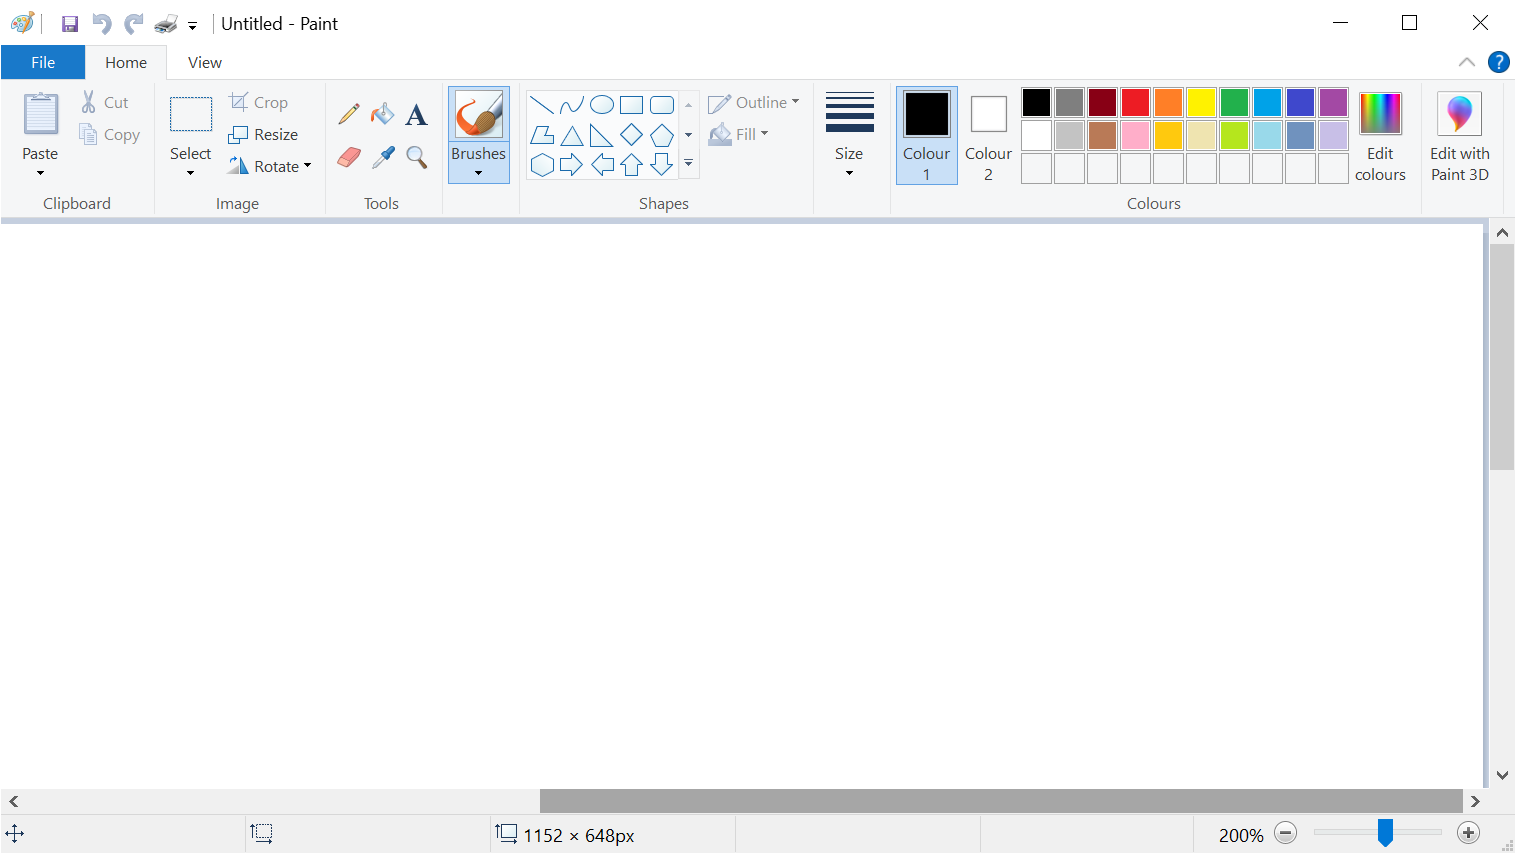 Untitled - Paint
File Home View
Paste
Clipboard
Cut
Copy
Select
Crop
Resize
Rotate
Image
A
Tools
Brushes
Shapes
Outline
Fill
Size
Colour
1
Colour
2
Colours
Edit
colours
Edit with
Paint 3D
?
1152 × 648px
200%